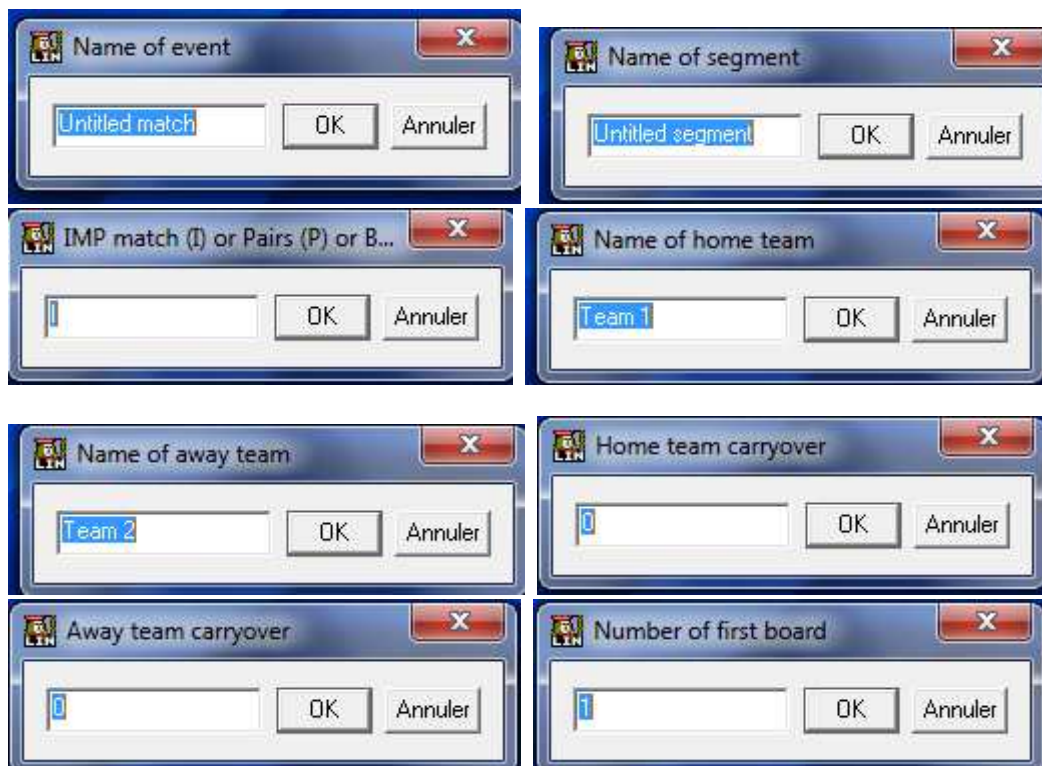 Name of event
Untitled match OK Annuler
Name of segment
Untitled segment OK Annuler
IMP match (I) or Pairs (P) or B...
I OK Annuler
Name of home team
Team 1 OK Annuler
Name of away team
Team 2 OK Annuler
Home team carryover
0 OK Annuler
Away team carryover
0 OK Annuler
Number of first board
1 OK Annuler